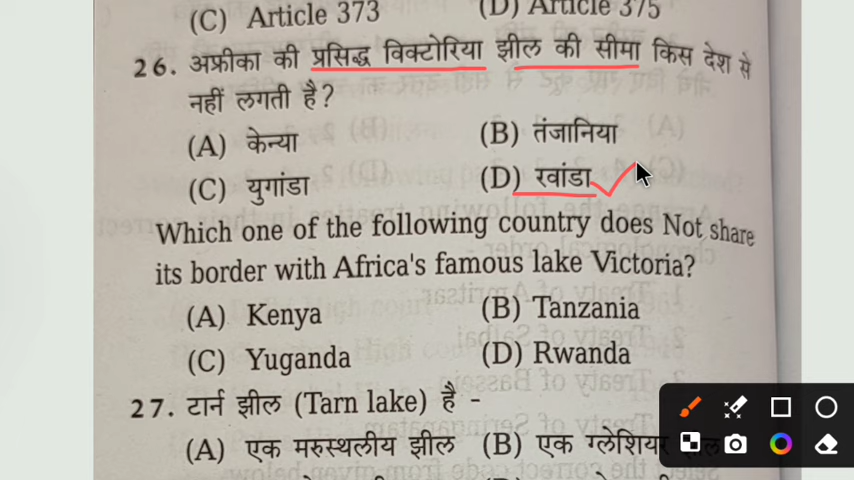 (C) Article 373 (D) Article 375
26. अफ्रीका की प्रसिद्ध विक्टोरिया झील की सीमा किस देश से
नहीं लगती है?
(A) केन्या (B) तंजानिया
(C) युगांडा (D) रवांडा
Which one of the following country does Not share
its border with Africa's famous lake Victoria?
(A) Kenya (B) Tanzania
(C) Yuganda (D) Rwanda
27. टार्न झील (Tarn lake) है -
(A) एक मरुस्थलीय झील (B) एक ग्लेशियर झील